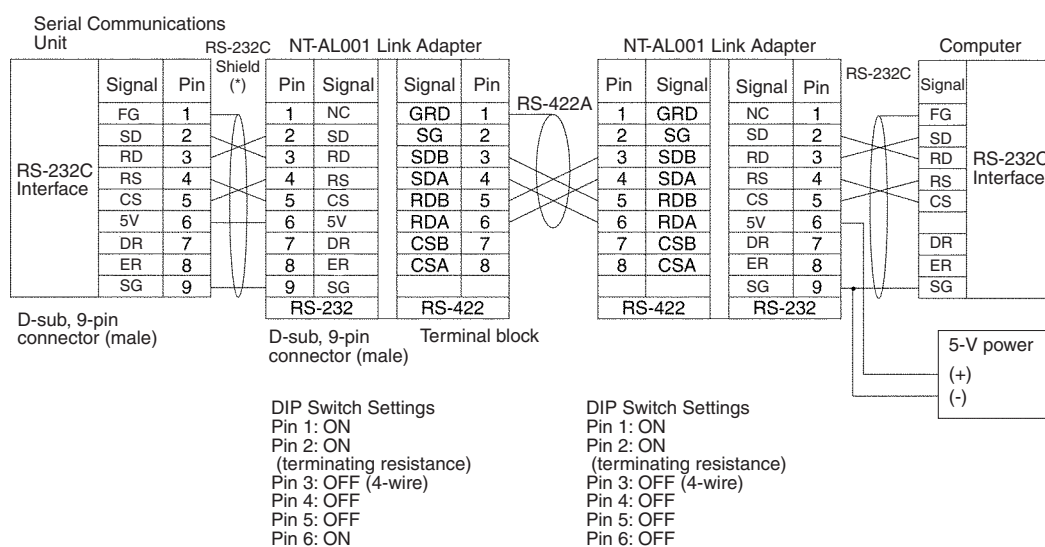 Serial Communications
Unit
RS-232C
Shield
(*)
NT-AL001 Link Adapter
NT-AL001 Link Adapter
Computer
RS-232C
Interface
Signal Pin
FG 1
SD 2
RD 3
RS 4
CS 5
5V 6
DR 7
ER 8
SG 9
D-sub, 9-pin
connector (male)
Pin Signal
1 NC
2 SD
3 RD
4 RS
5 CS
6 5V
7 DR
8 ER
9 SG
RS-232
D-sub, 9-pin
connector (male)
Signal Pin
GRD 1
SG 2
SDB 3
SDA 4
RDB 5
RDA 6
CSB 7
CSA 8
RS-422
Terminal block
RS-422A
Pin Signal
1 GRD
2 SG
3 SDB
4 SDA
5 RDB
6 RDA
7 CSB
8 CSA
RS-422
Signal Pin
NC 1
SD 2
RD 3
RS 4
CS 5
5V 6
DR 7
ER 8
SG 9
RS-232
RS-232C
Signal
FG
SD
RD
RS
CS
DR
ER
SG
RS-232C
Interface
5-V power
(+)
(-)
DIP Switch Settings
Pin 1: ON
Pin 2: ON
(terminating resistance)
Pin 3: OFF (4-wire)
Pin 4: OFF
Pin 5: OFF
Pin 6: ON
DIP Switch Settings
Pin 1: ON
Pin 2: ON
(terminating resistance)
Pin 3: OFF (4-wire)
Pin 4: OFF
Pin 5: OFF
Pin 6: OFF